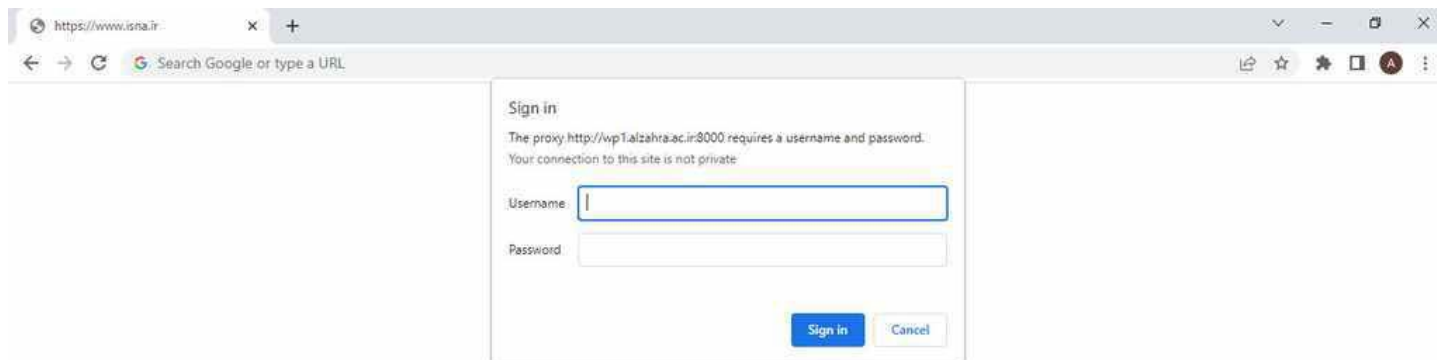 https://www.isna.ir
Search Google or type a URL
A
Sign in
The proxy http://wp1.alzahra.ac.ir:8000 requires a username and password.
Your connection to this site is not private
Username
Password
Sign in Cancel